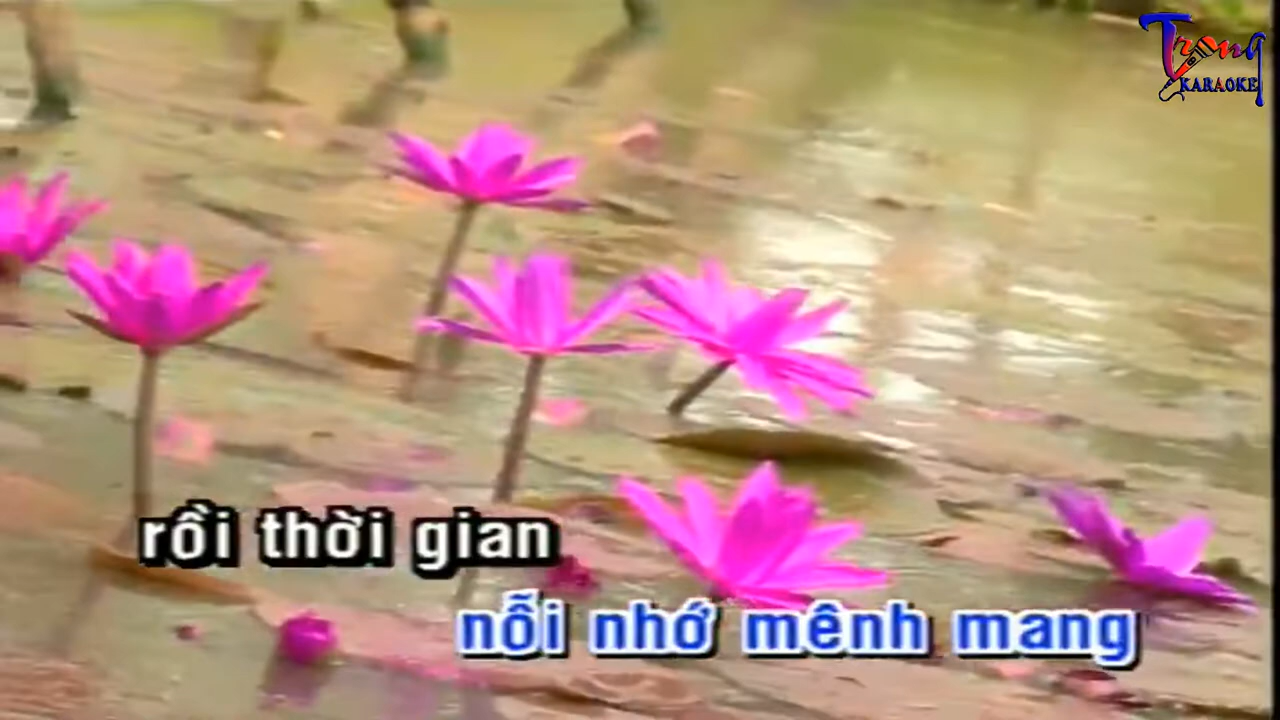 Trọng
KARAOKE
rồi thời gian
nỗi nhớ mênh mang